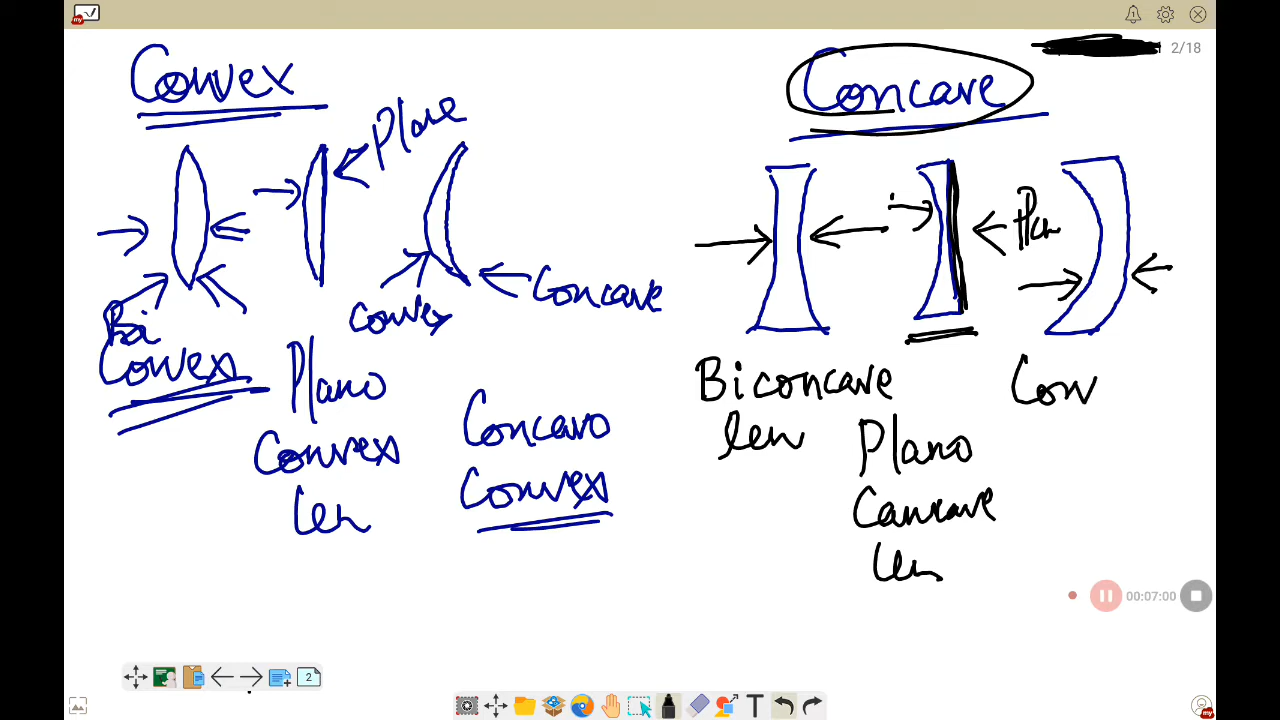 Convex
Concave
2/18
Plane
Plan
Concave
Convex
Bi
Convex
Plano
Convex
len
Concavo
Convex
Biconcave
len
Plano
Cancave
Len
Con
00:07:00
2
T